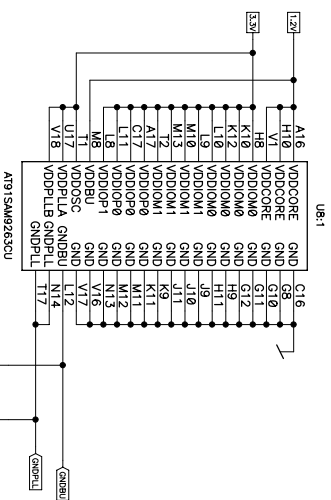 3.3V
1.2V
U8:1
A16 VDDCORE GND C16
H10 VDDCORE GND G8
V1 VDDCORE GND G10
H8 VDDIOM0 GND G11
K10 VDDIOM0 GND G12
K12 VDDIOM0 GND H9
L10 VDDIOM0 GND H11
L9 VDDIOM0 GND J9
M10 VDDIOM1 GND J10
M13 VDDIOM1 GND J11
T2 VDDIOM1 GND K9
A17 VDDIOP0 GND K11
C17 VDDIOP0 GND M11
L11 VDDIOP0 GND M12
L8 VDDIOP1 GND N13
M8 VDDBU GND V16
T1 VDDOSC GND V17
U17 VDDPLLA GNDBU L12
V18 VDDPLLB GNDPLL N14
GNDPLL T17
AT91SAM9263CU
GNDBU
GNDPLL